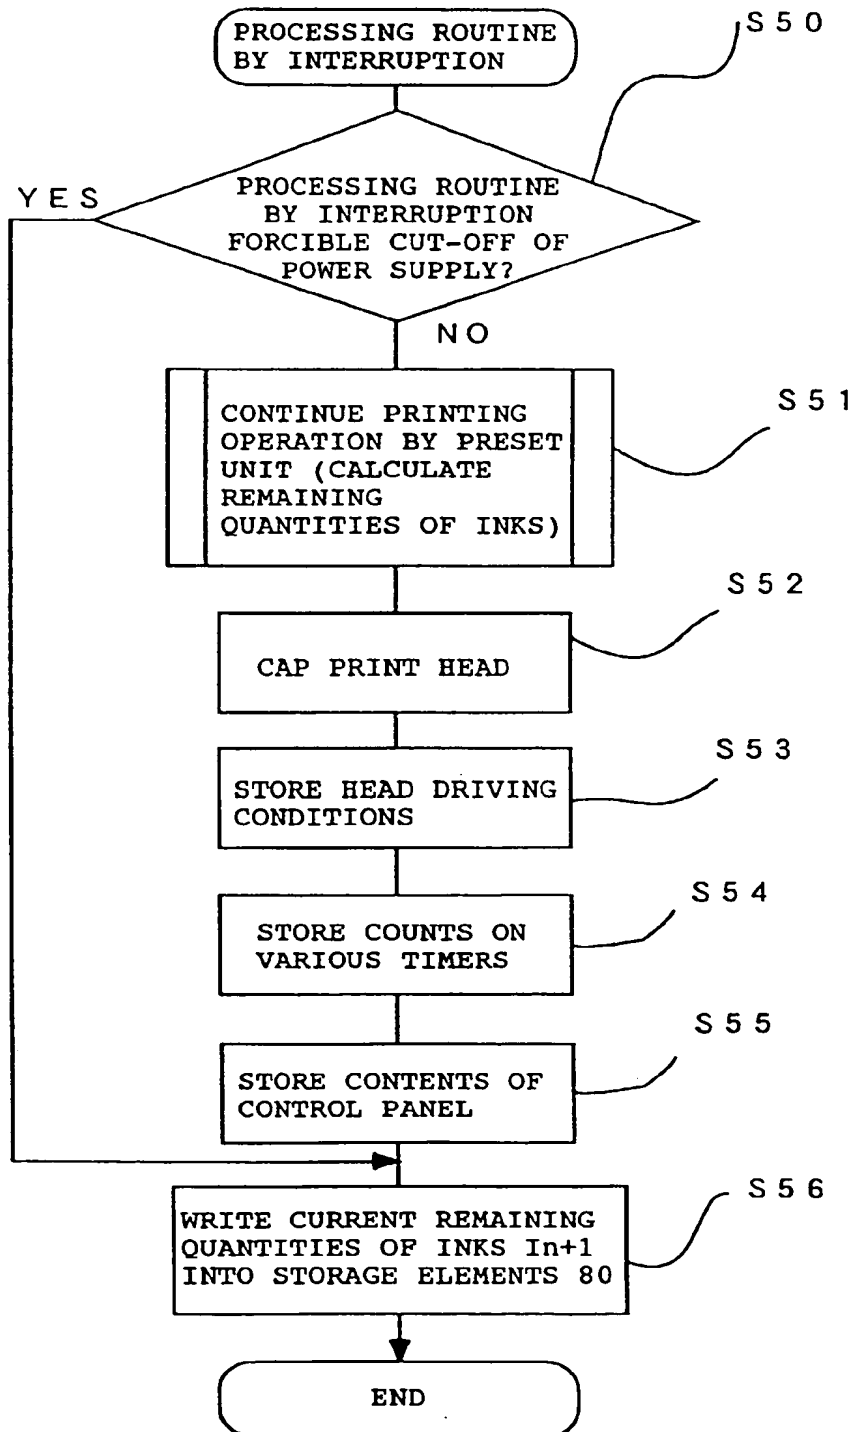 PROCESSING ROUTINE
BY INTERRUPTION
S50
YES
PROCESSING ROUTINE
BY INTERRUPTION
FORCIBLE CUT-OFF OF
POWER SUPPLY?
NO
S51
CONTINUE PRINTING
OPERATION BY PRESET
UNIT (CALCULATE
REMAINING
QUANTITIES OF INKS)
S52
CAP PRINT HEAD
S53
STORE HEAD DRIVING
CONDITIONS
S54
STORE COUNTS ON
VARIOUS TIMERS
S55
STORE CONTENTS OF
CONTROL PANEL
S56
WRITE CURRENT REMAINING
QUANTITIES OF INKS In+1
INTO STORAGE ELEMENTS 80
END